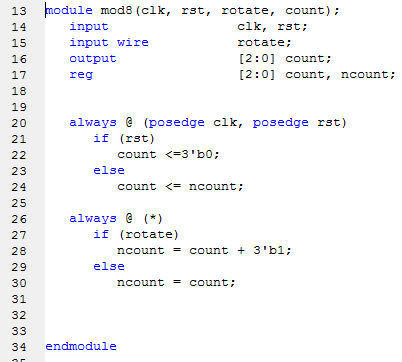 13 module mod8(clk, rst, rotate, count);
14 input clk, rst;
15 input wire rotate;
16 output [2:0] count;
17 reg [2:0] count, ncount;
18
19
20 always @ (posedge clk, posedge rst)
21 if (rst)
22 count <=3'b0;
23 else
24 count <= ncount;
25
26 always @ (*)
27 if (rotate)
28 ncount = count + 3'b1;
29 else
30 ncount = count;
31
32
33
34 endmodule